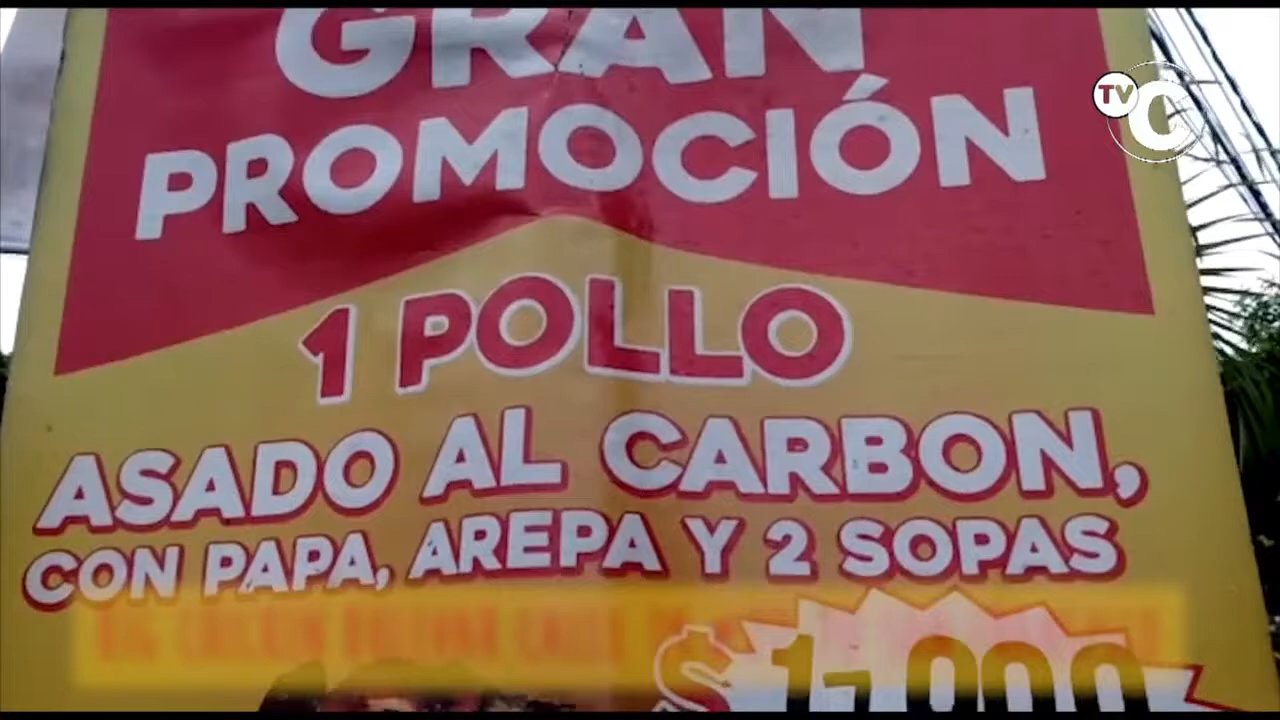 GRAN
PROMOCIÓN
TV C
1 POLLO
ASADO AL CARBON,
CON PAPA, AREPA Y 2 SOPAS
$